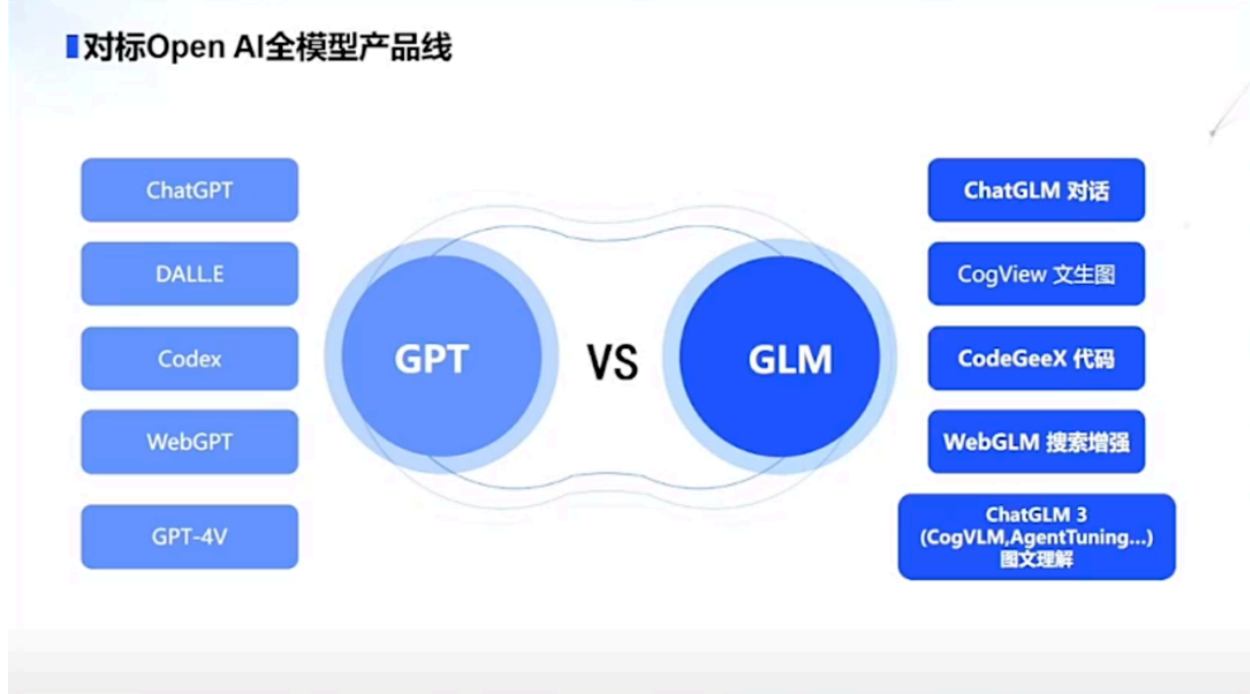 对标Open AI全模型产品线
ChatGPT
DALL.E
Codex
WebGPT
GPT-4V
GPT
VS
GLM
ChatGLM 对话
CogView 文生图
CodeGeeX 代码
WebGLM 搜索增强
ChatGLM 3
(CogVLM,AgentTuning...)
图文理解